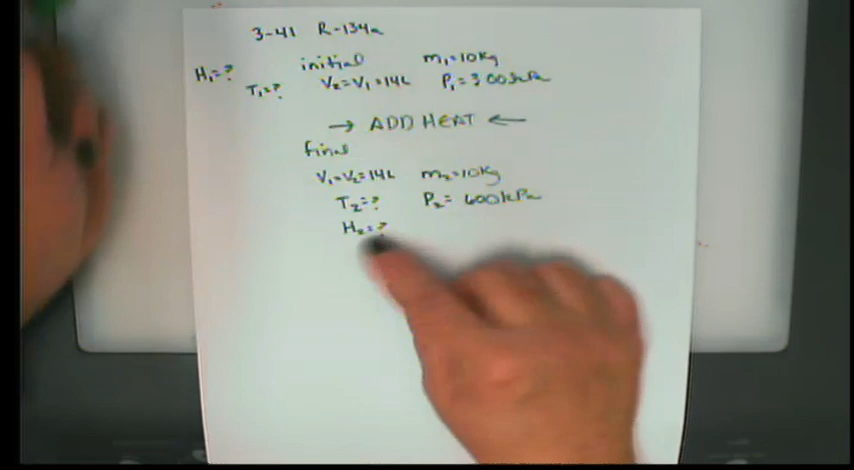 3-41 R-134a
initial m₁=10Kg
H₁=?
T₁=? V₂=V₁=14L P₁=300kPa
→ ADD HEAT ←
final
V₁=V₂=14L m₂=10Kg
T₂=? P₂=600kPa
H₂=?